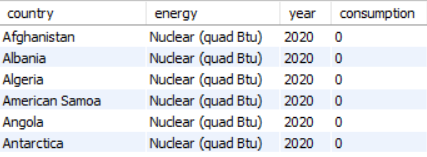 country energy year consumption
Afghanistan Nuclear (quad Btu) 2020 0
Albania Nuclear (quad Btu) 2020 0
Algeria Nuclear (quad Btu) 2020 0
American Samoa Nuclear (quad Btu) 2020 0
Angola Nuclear (quad Btu) 2020 0
Antarctica Nuclear (quad Btu) 2020 0